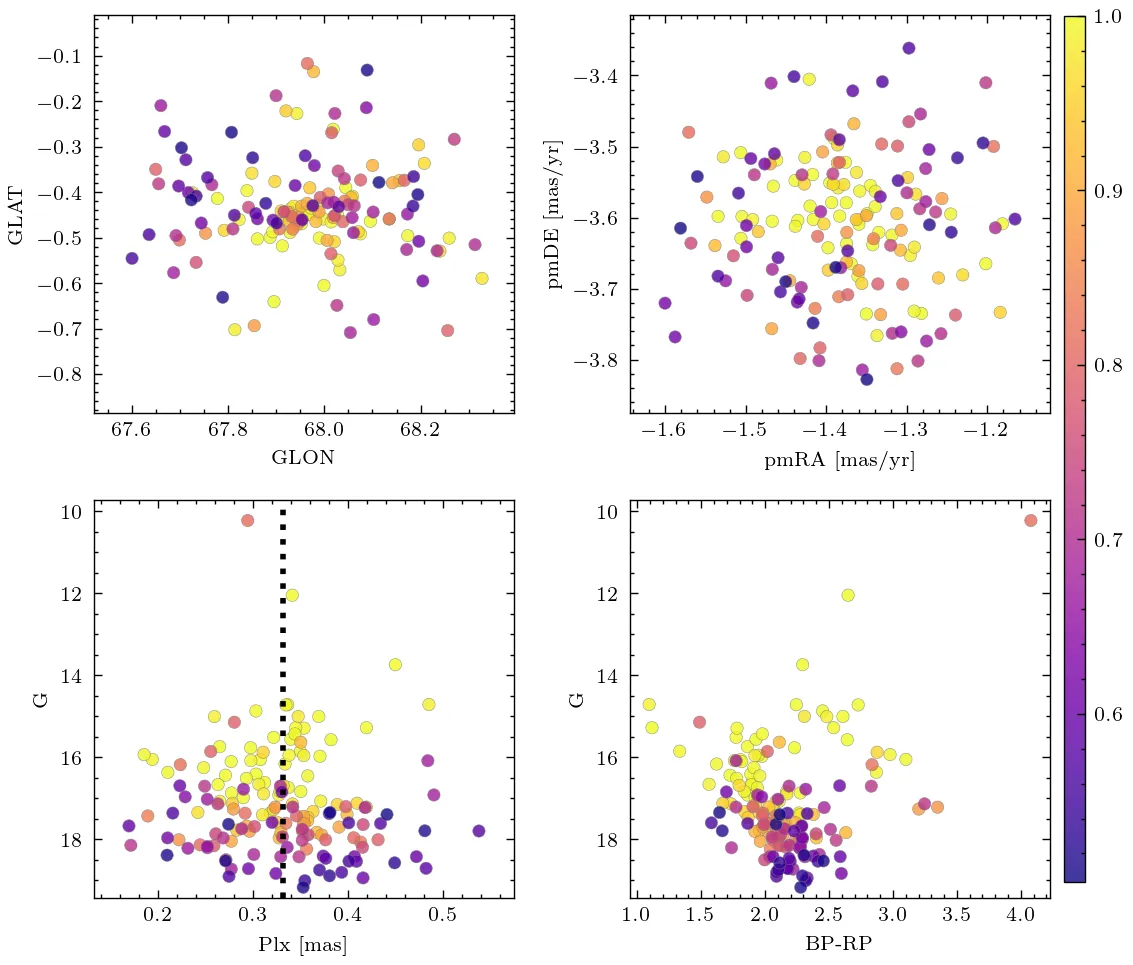 −0.1
−0.2
−0.3
−0.4
−0.5
−0.6
−0.7
−0.8
GLAT
67.6 67.8 68.0 68.2
GLON
−3.4
−3.5
−3.6
−3.7
−3.8
pmDE [mas/yr]
−1.6 −1.5 −1.4 −1.3 −1.2
pmRA [mas/yr]
10
12
14
16
18
G
0.2 0.3 0.4 0.5
Plx [mas]
10
12
14
16
18
G
1.0 1.5 2.0 2.5 3.0 3.5 4.0
BP-RP
1.0
0.9
0.8
0.7
0.6